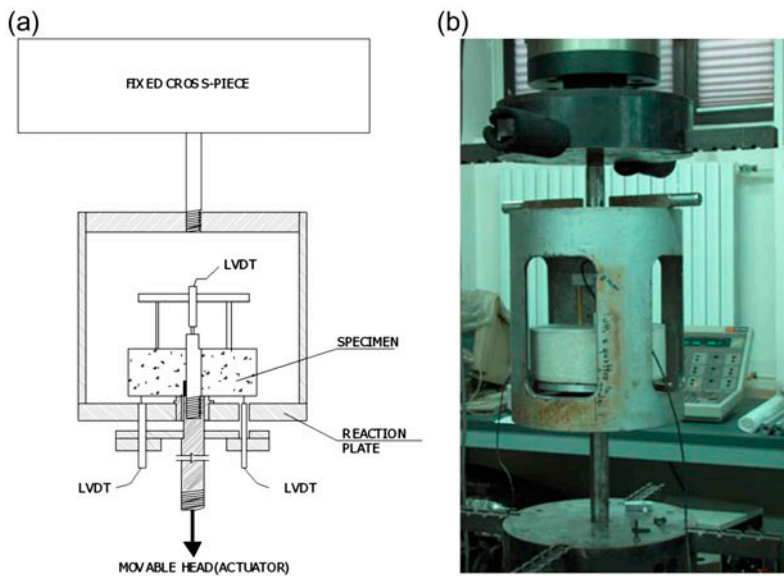 (a)
(b)
FIXED CROSS-PIECE
LVDT
SPECIMEN
REACTION
PLATE
LVDT
LVDT
MOVABLE HEAD(ACTUATOR)